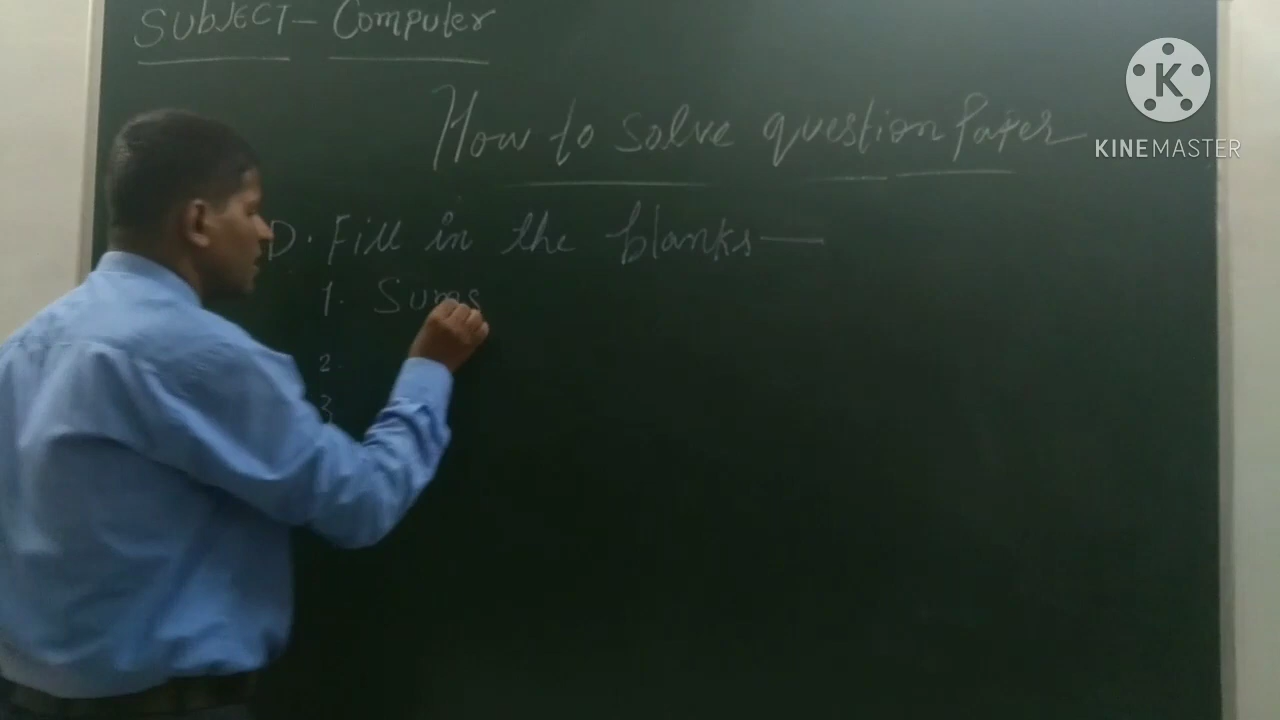 SUBJECT - Computer
How to solve question Paper
D. Fill in the blanks —
1. Sums
2.
3
K
KINEMASTER